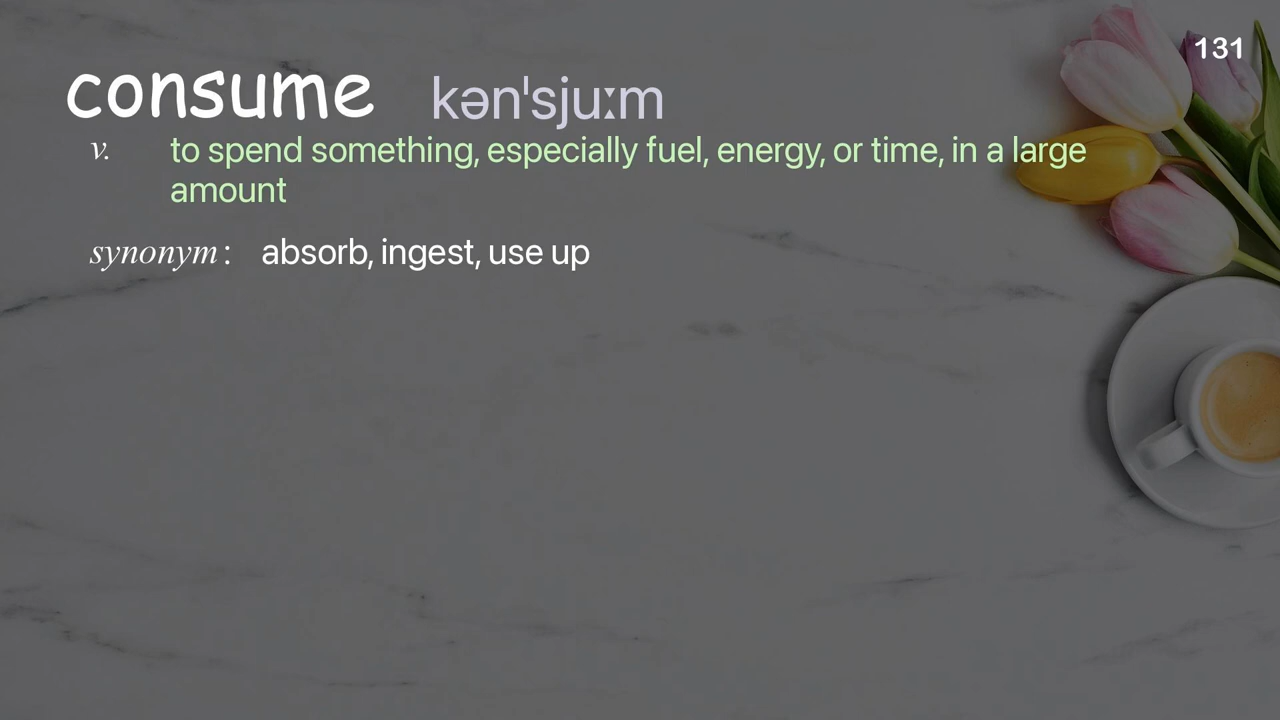 131
consume kən'sjuːm
v. to spend something, especially fuel, energy, or time, in a large
amount
synonym : absorb, ingest, use up